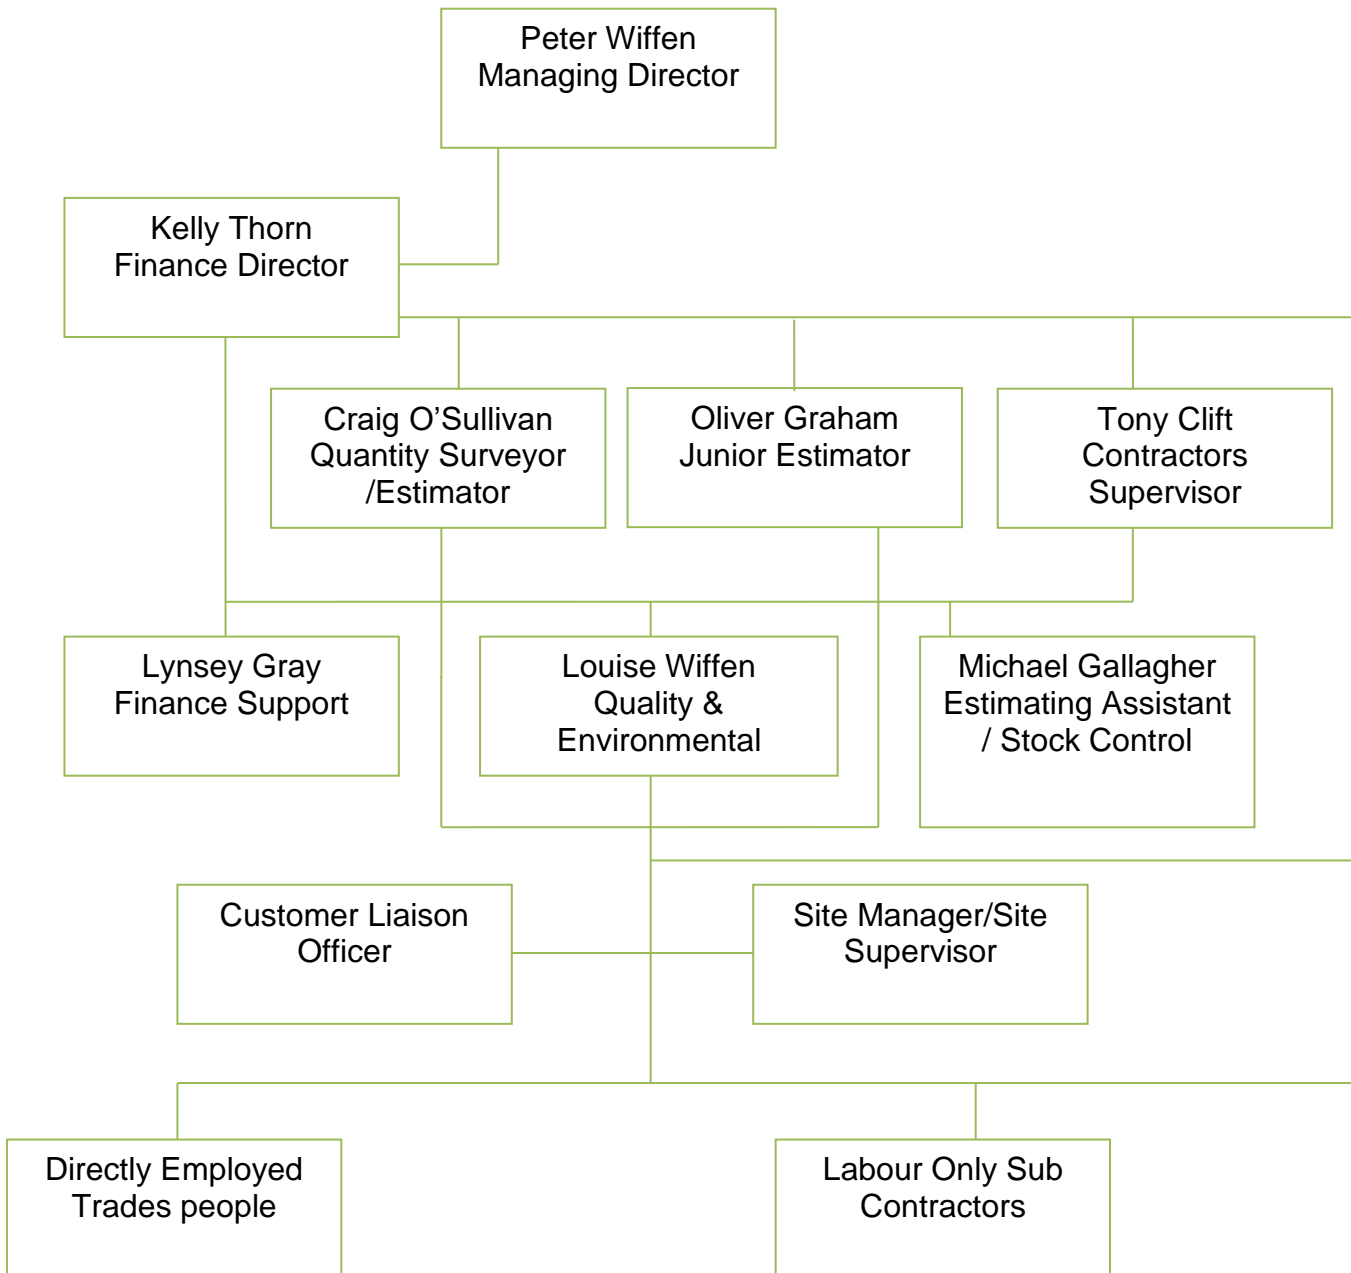 Peter Wiffen
Managing Director
Kelly Thorn
Finance Director
Craig O’Sullivan
Quantity Surveyor
/Estimator
Oliver Graham
Junior Estimator
Tony Clift
Contractors
Supervisor
Lynsey Gray
Finance Support
Louise Wiffen
Quality &
Environmental
Michael Gallagher
Estimating Assistant
/ Stock Control
Customer Liaison
Officer
Site Manager/Site
Supervisor
Directly Employed
Trades people
Labour Only Sub
Contractors